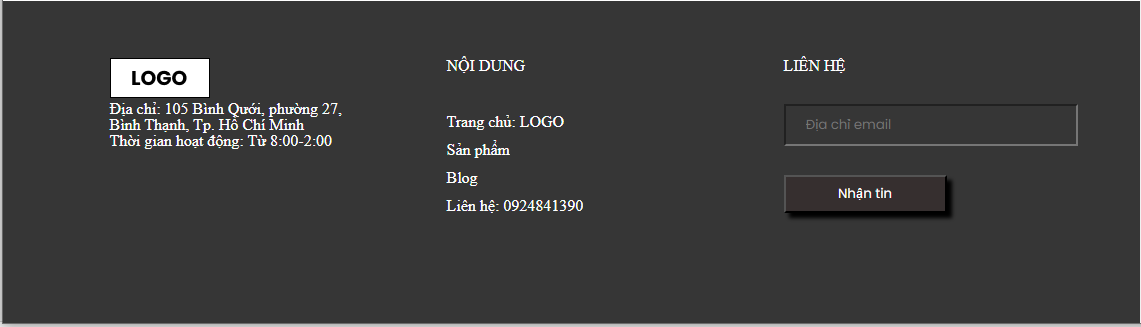 LOGO
Địa chỉ: 105 Bình Qưới, phường 27,
Bình Thạnh, Tp. Hồ Chí Minh
Thời gian hoạt động: Từ 8:00-2:00
NỘI DUNG
Trang chủ: LOGO
Sản phẩm
Blog
Liên hệ: 0924841390
LIÊN HỆ
Địa chỉ email
Nhận tin